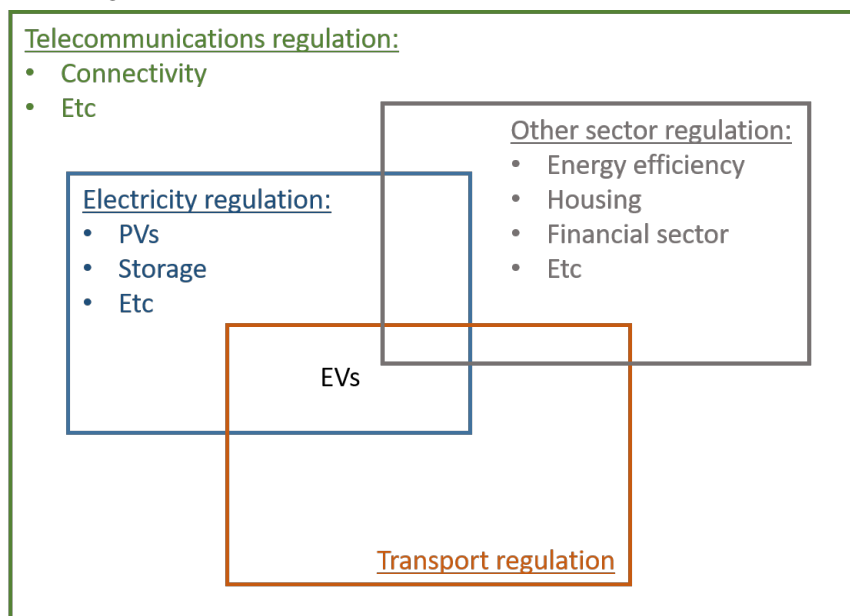 Telecommunications regulation:
• Connectivity
• Etc
Other sector regulation:
• Energy efficiency
• Housing
• Financial sector
• Etc
Electricity regulation:
• PVs
• Storage
• Etc
EVs
Transport regulation